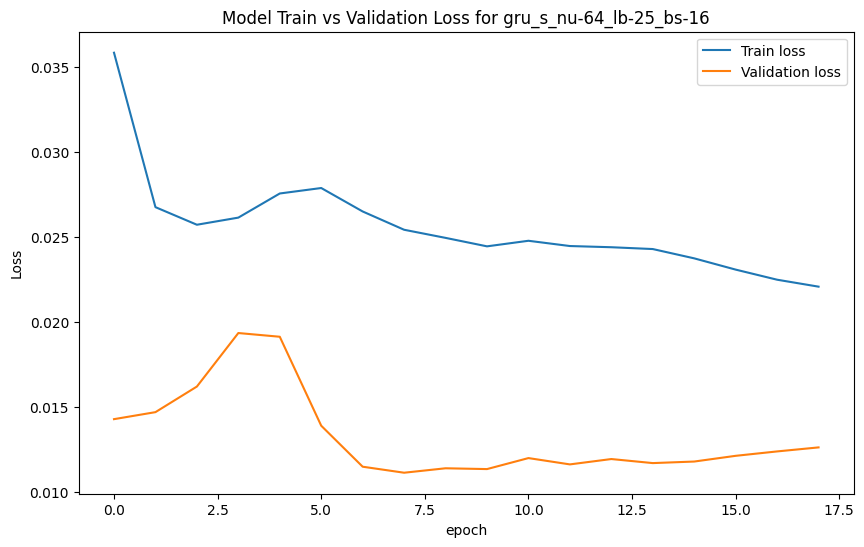 Model Train vs Validation Loss for gru_s_nu-64_lb-25_bs-16
Train loss
Validation loss
0.035
0.030
0.025
0.020
0.015
0.010
Loss
0.0 2.5 5.0 7.5 10.0 12.5 15.0 17.5
epoch